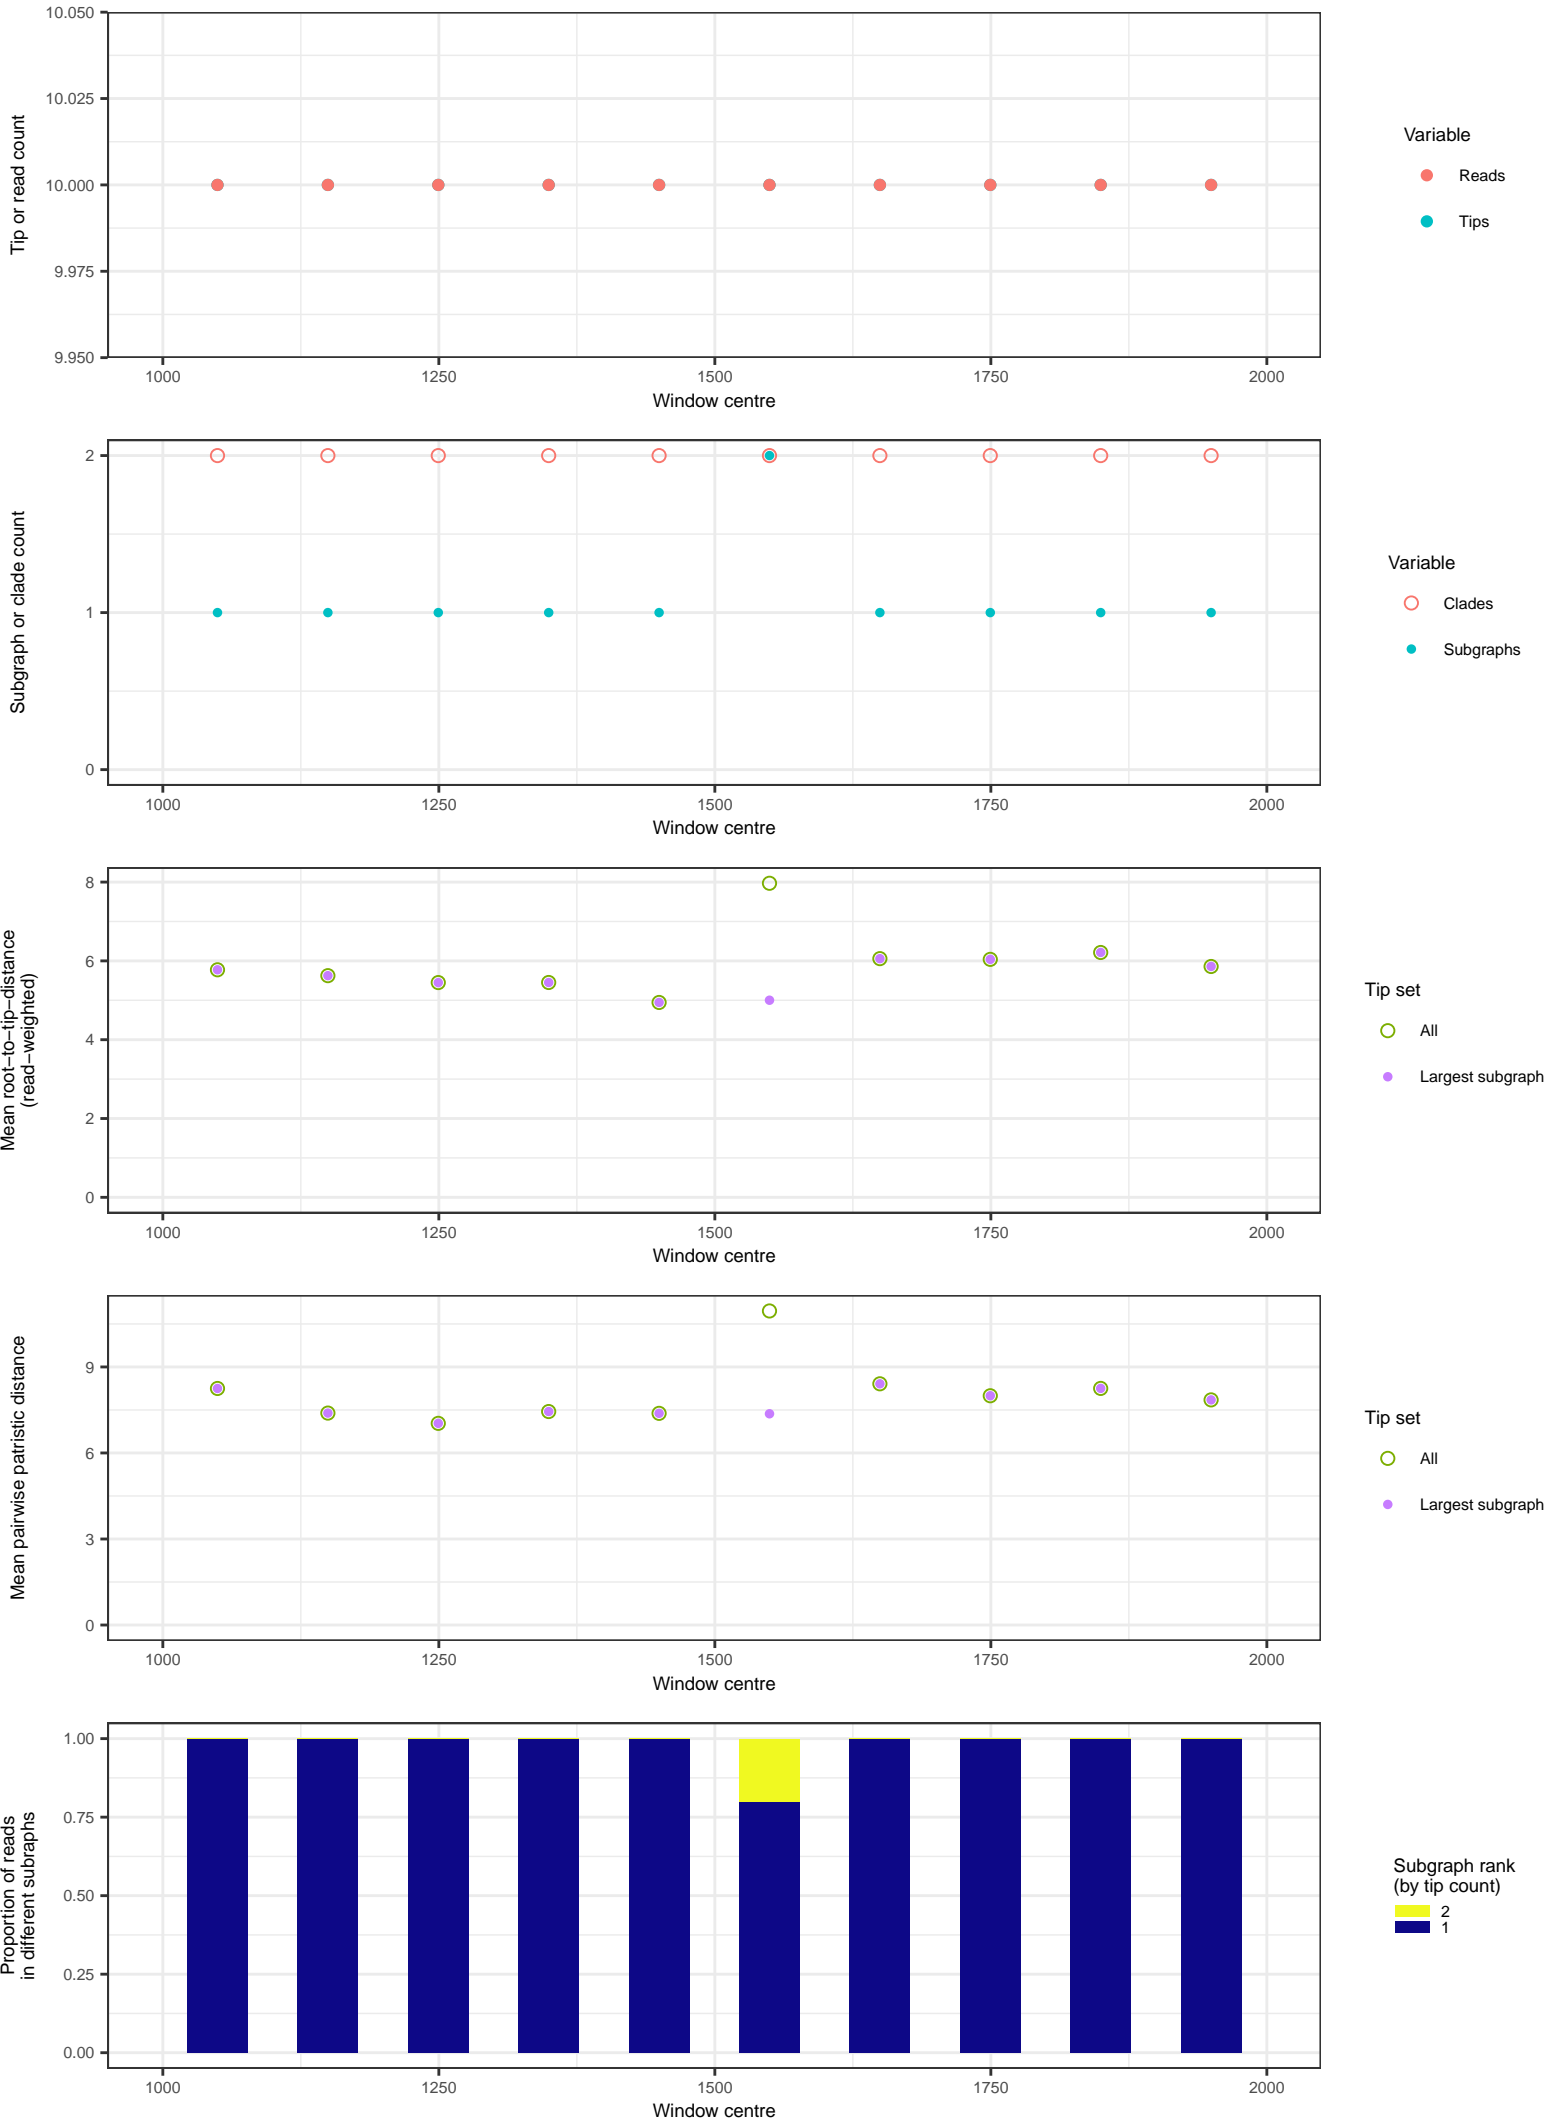 10.050
10.025
10.000
9.975
9.950
Tip or read count
1000 1250 1500 1750 2000
Window centre
Variable
Reads
Tips
2
1
0
Subgraph or clade count
1000 1250 1500 1750 2000
Window centre
Variable
Clades
Subgraphs
8
6
4
2
0
Mean root−to−tip−distance
(read−weighted)
1000 1250 1500 1750 2000
Window centre
Tip set
All
Largest subgraph
9
6
3
0
Mean pairwise patristic distance
1000 1250 1500 1750 2000
Window centre
Tip set
All
Largest subgraph
1.00
0.75
0.50
0.25
0.00
Proportion of reads
in different subraphs
1000 1250 1500 1750 2000
Window centre
Subgraph rank
(by tip count)
2
1